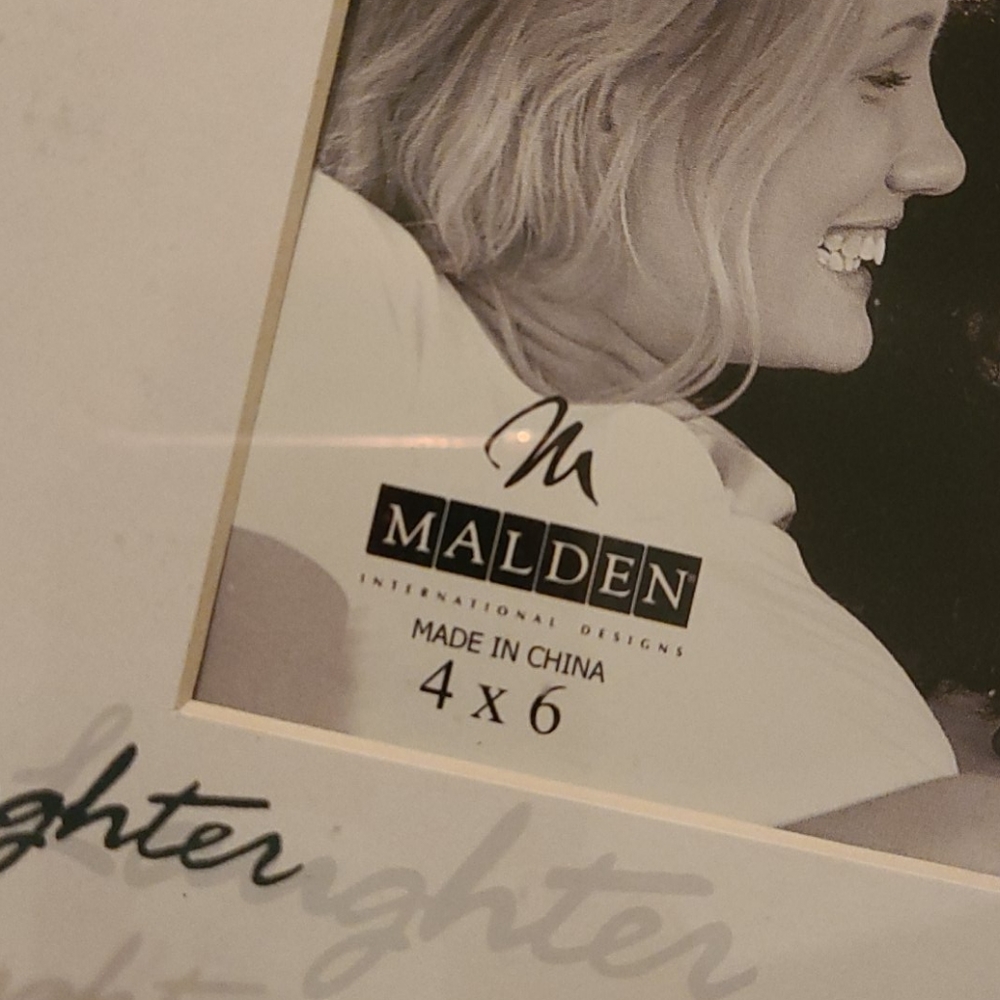 MALDEN
INTERNATIONAL DESIGNS
MADE IN CHINA
4 x 6
ghter
ghter